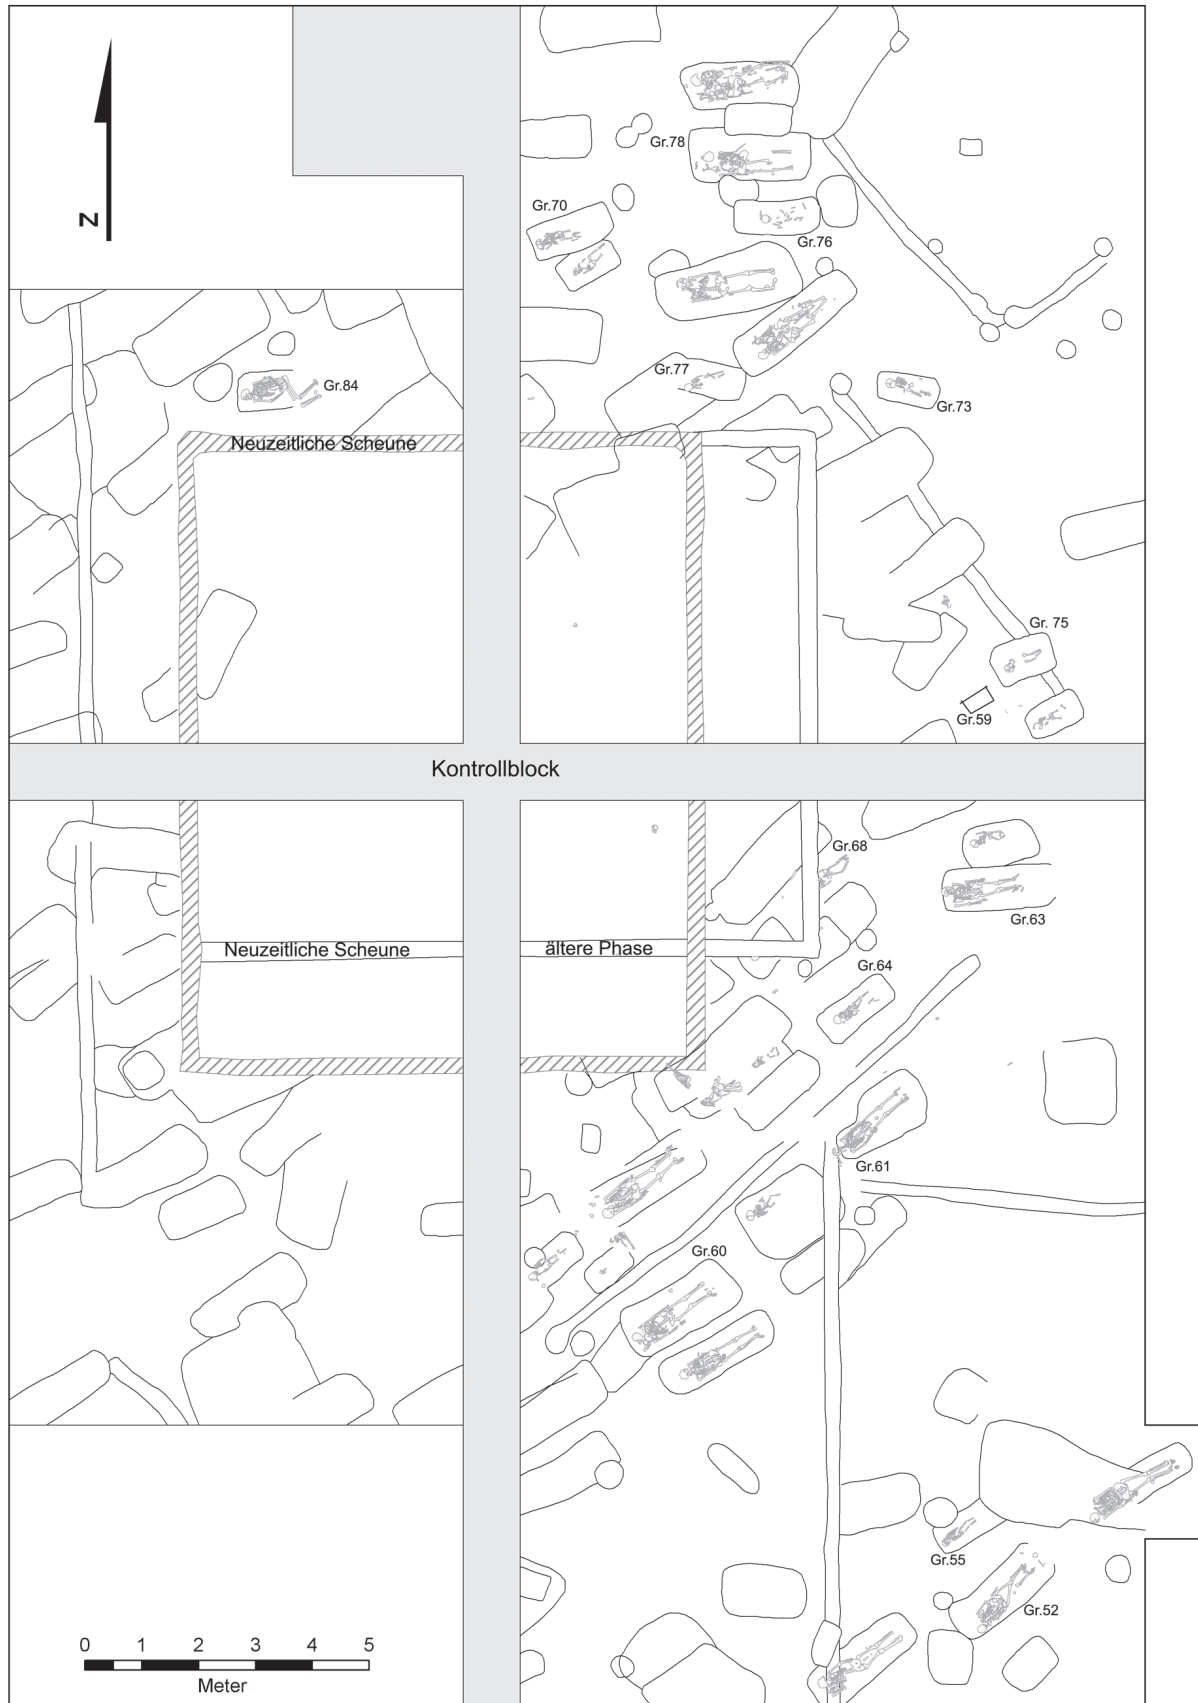 Gr.78
Gr.70
Gr.76
N
Gr.77
Gr.84
Gr.73
Neuzeitliche Scheune
Gr. 75
Gr.59
Kontrollblock
Gr.68
Gr.63
Neuzeitliche Scheune
ältere Phase
Gr.64
Gr.61
Gr.60
Gr.55
Gr.52
0 1 2 3 4 5
Meter